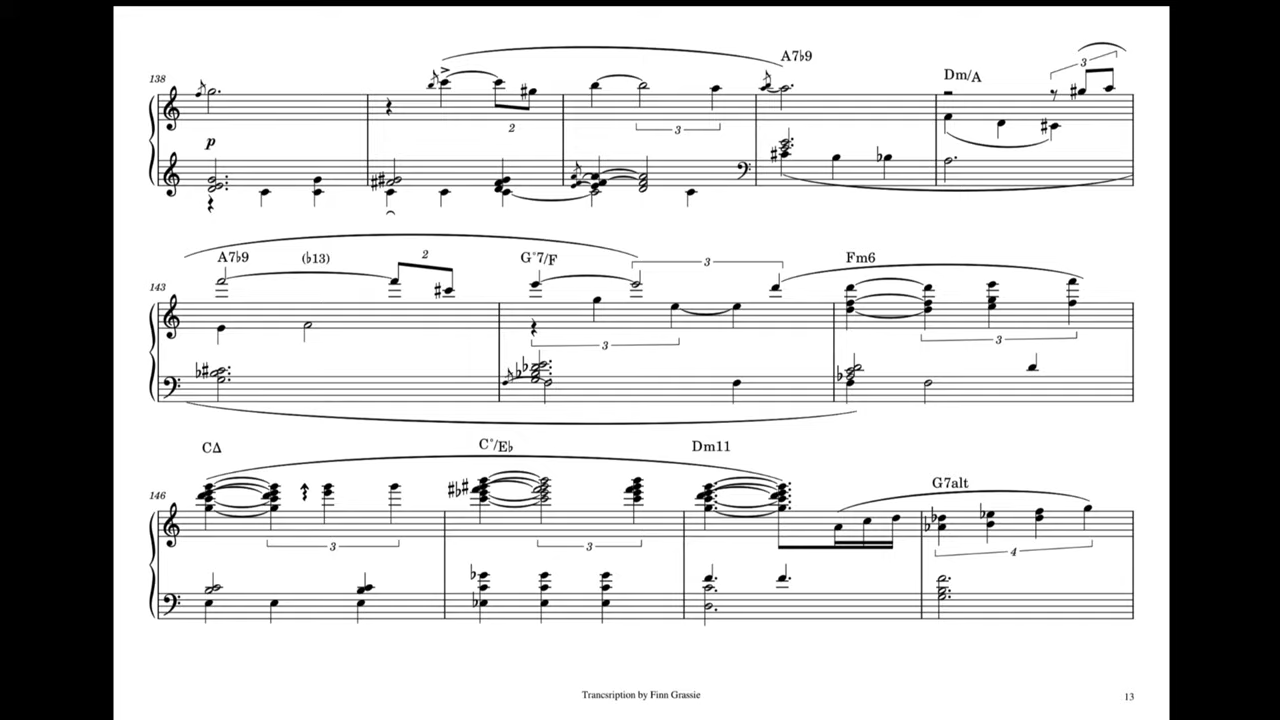 A7♭9
138
Dm/A
3
p
2
3
A7♭9 (♭13) 2 G°7/F 3 Fm6
143
3 3
CΔ C°/E♭ Dm11 G7alt
146
3 3 4
Trancsription by Finn Grassie 13